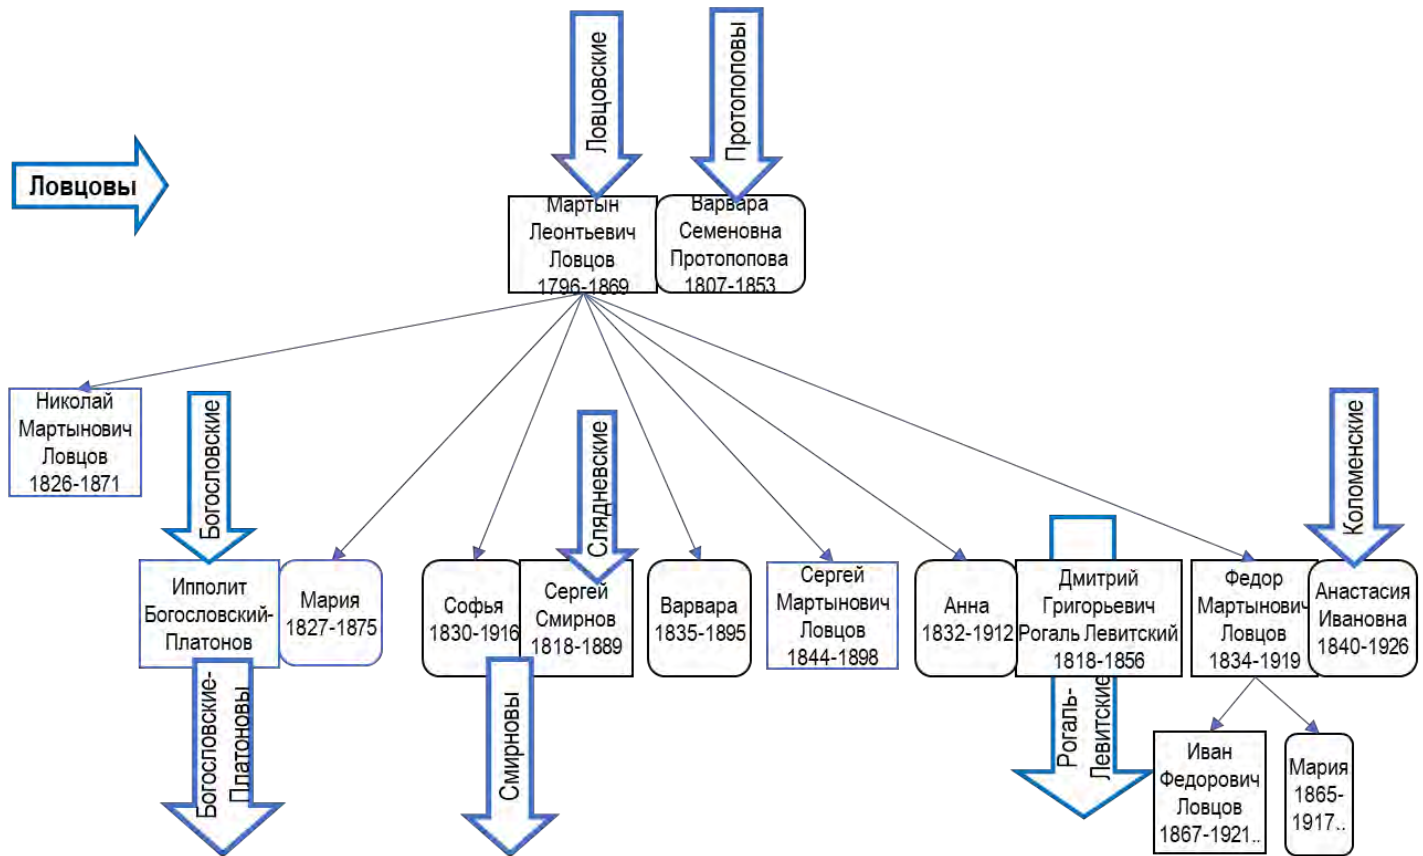 Ловцовские
Протопоповы
Ловцовы
Мартын
Леонтьевич
Ловцов
1796-1869
Варвара
Семеновна
Протопопова
1807-1853
Николай
Мартынович
Ловцов
1826-1871
Богословские
Слядневские
Коломенские
Ипполит
Богословский-
Платонов
Мария
1827-1875
Софья
1830-1916
Сергей
Смирнов
1818-1889
Варвара
1835-1895
Сергей
Мартынович
Ловцов
1844-1898
Анна
1832-1912
Дмитрий
Григорьевич
Рогаль Левитский
1818-1856
Федор
Мартынович
Ловцов
1834-1919
Анастасия
Ивановна
1840-1926
Богословские-
Платоновы
Смирновы
Рогаль-
Левитские
Иван
Федорович
Ловцов
1867-1921..
Мария
1865-
1917..